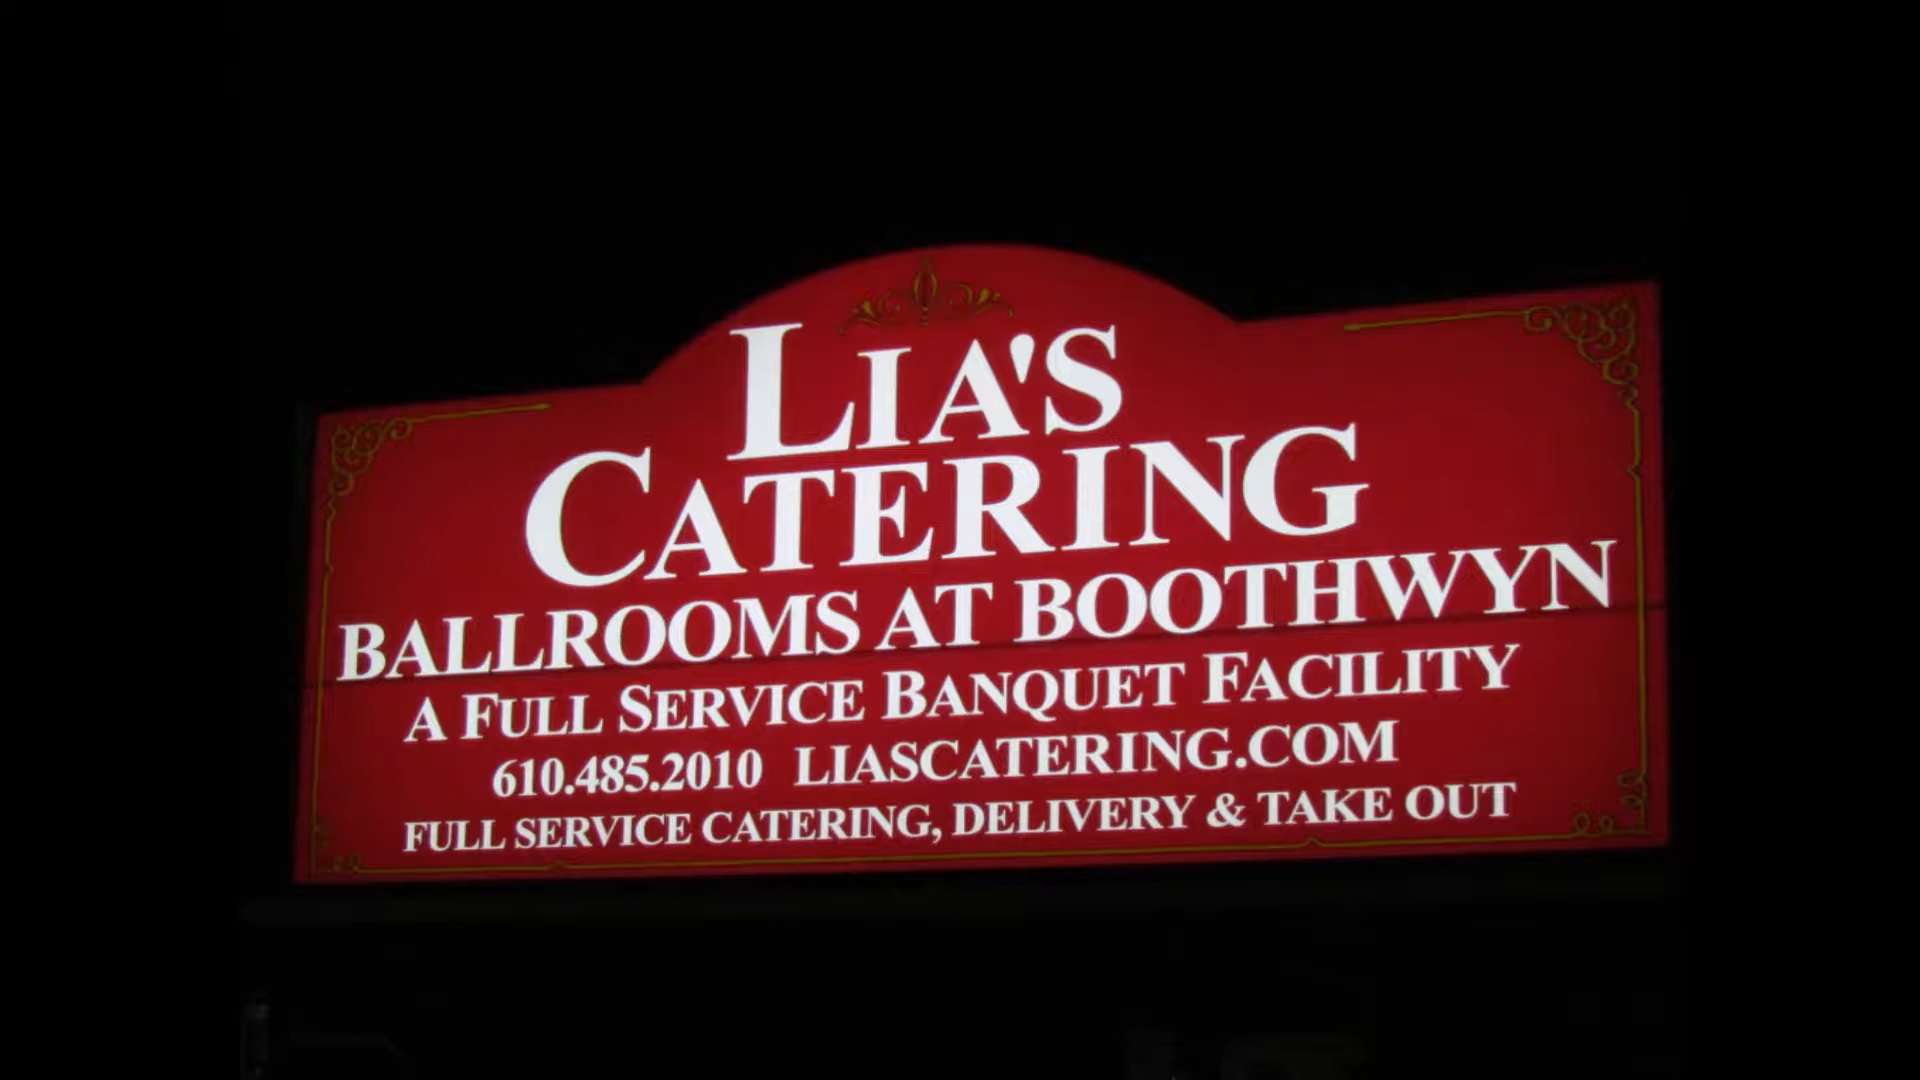 LIA'S
CATERING
BALLROOMS AT BOOTHWYN
A FULL SERVICE BANQUET FACILITY
610.485.2010 LIASCATERING.COM
FULL SERVICE CATERING, DELIVERY & TAKE OUT